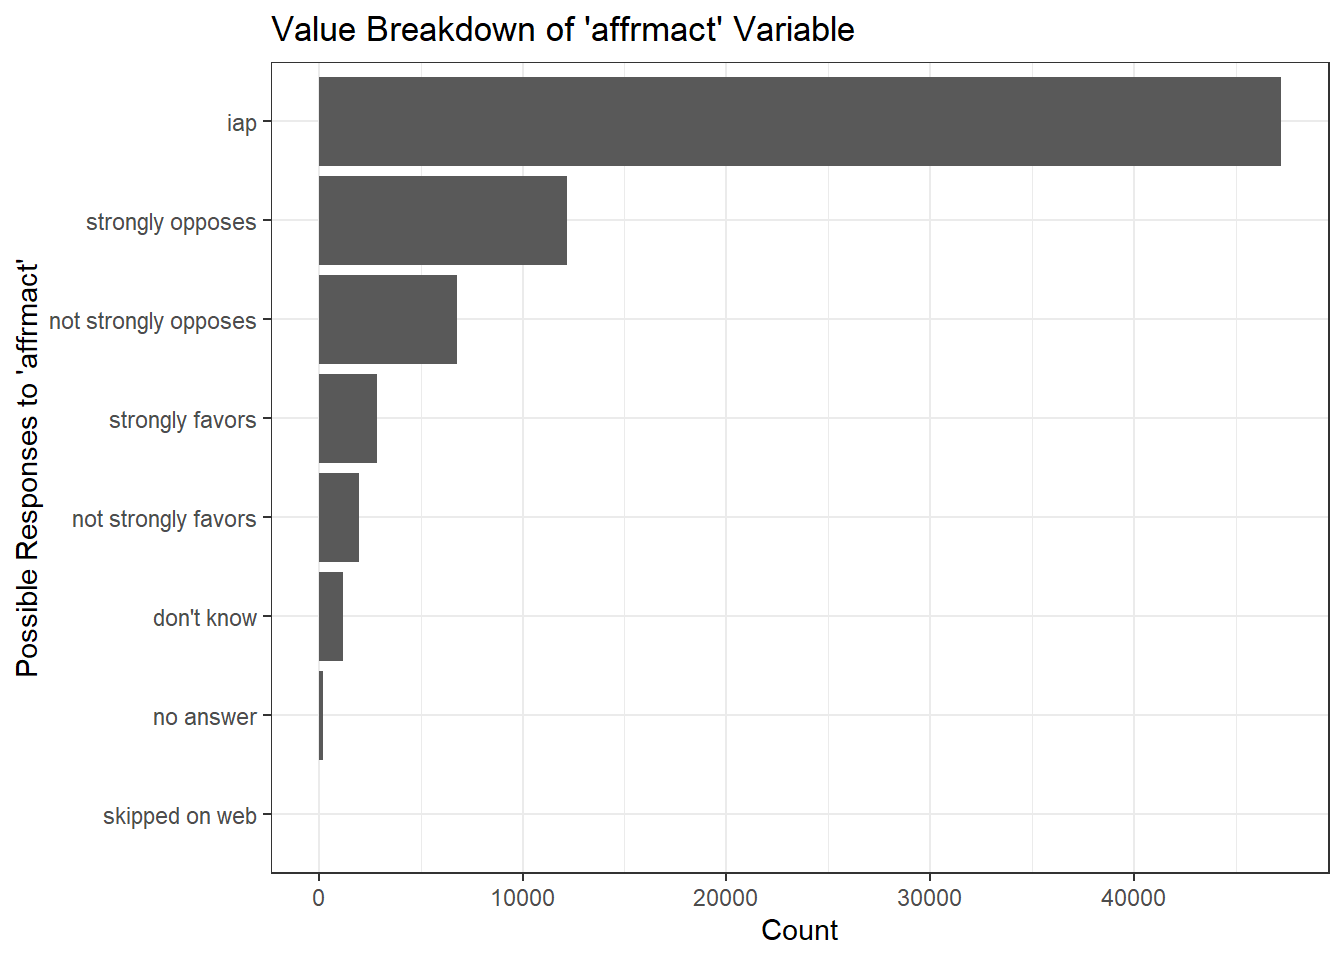 Value Breakdown of 'affrmact' Variable
Possible Responses to 'affrmact'
iap
strongly opposes
not strongly opposes
strongly favors
not strongly favors
don't know
no answer
skipped on web
0 10000 20000 30000 40000
Count